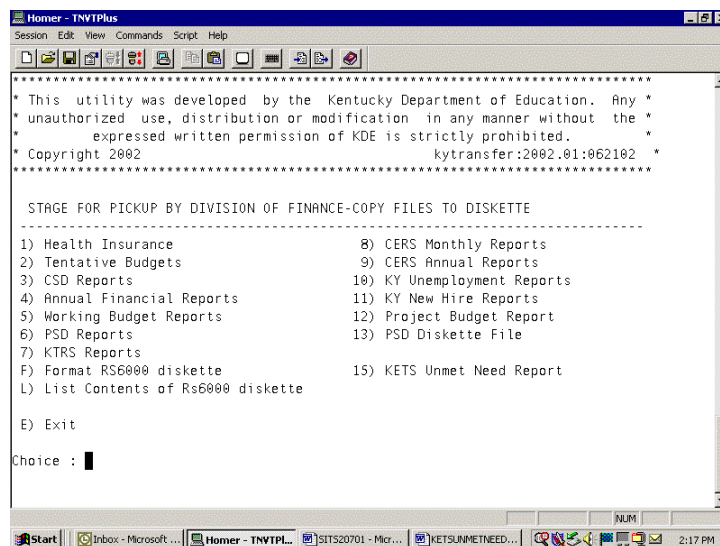 Homer - TNVTPlus
Session Edit View Commands Script Help
*******************************************************************************
* This utility was developed by the Kentucky Department of Education. Any *
* unauthorized use, distribution or modification in any manner without the *
* expressed written permission of KDE is strictly prohibited. *
* Copyright 2002 kytransfer:2002.01:062102 *
*******************************************************************************
STAGE FOR PICKUP BY DIVISION OF FINANCE-COPY FILES TO DISKETTE
-----------------------------------------------------------------------------
1) Health Insurance 8) CERS Monthly Reports
2) Tentative Budgets 9) CERS Annual Reports
3) CSD Reports 10) KY Unemployment Reports
4) Annual Financial Reports 11) KY New Hire Reports
5) Working Budget Reports 12) Project Budget Report
6) PSD Reports 13) PSD Diskette File
7) KTRS Reports
F) Format RS6000 diskette 15) KETS Unmet Need Report
L) List Contents of Rs6000 diskette
E) Exit
Choice :
NUM
Start Inbox - Microsoft ... Homer - TNVTPl... SITS20701 - Micr... KETSUNMETNEED... 2:17 PM